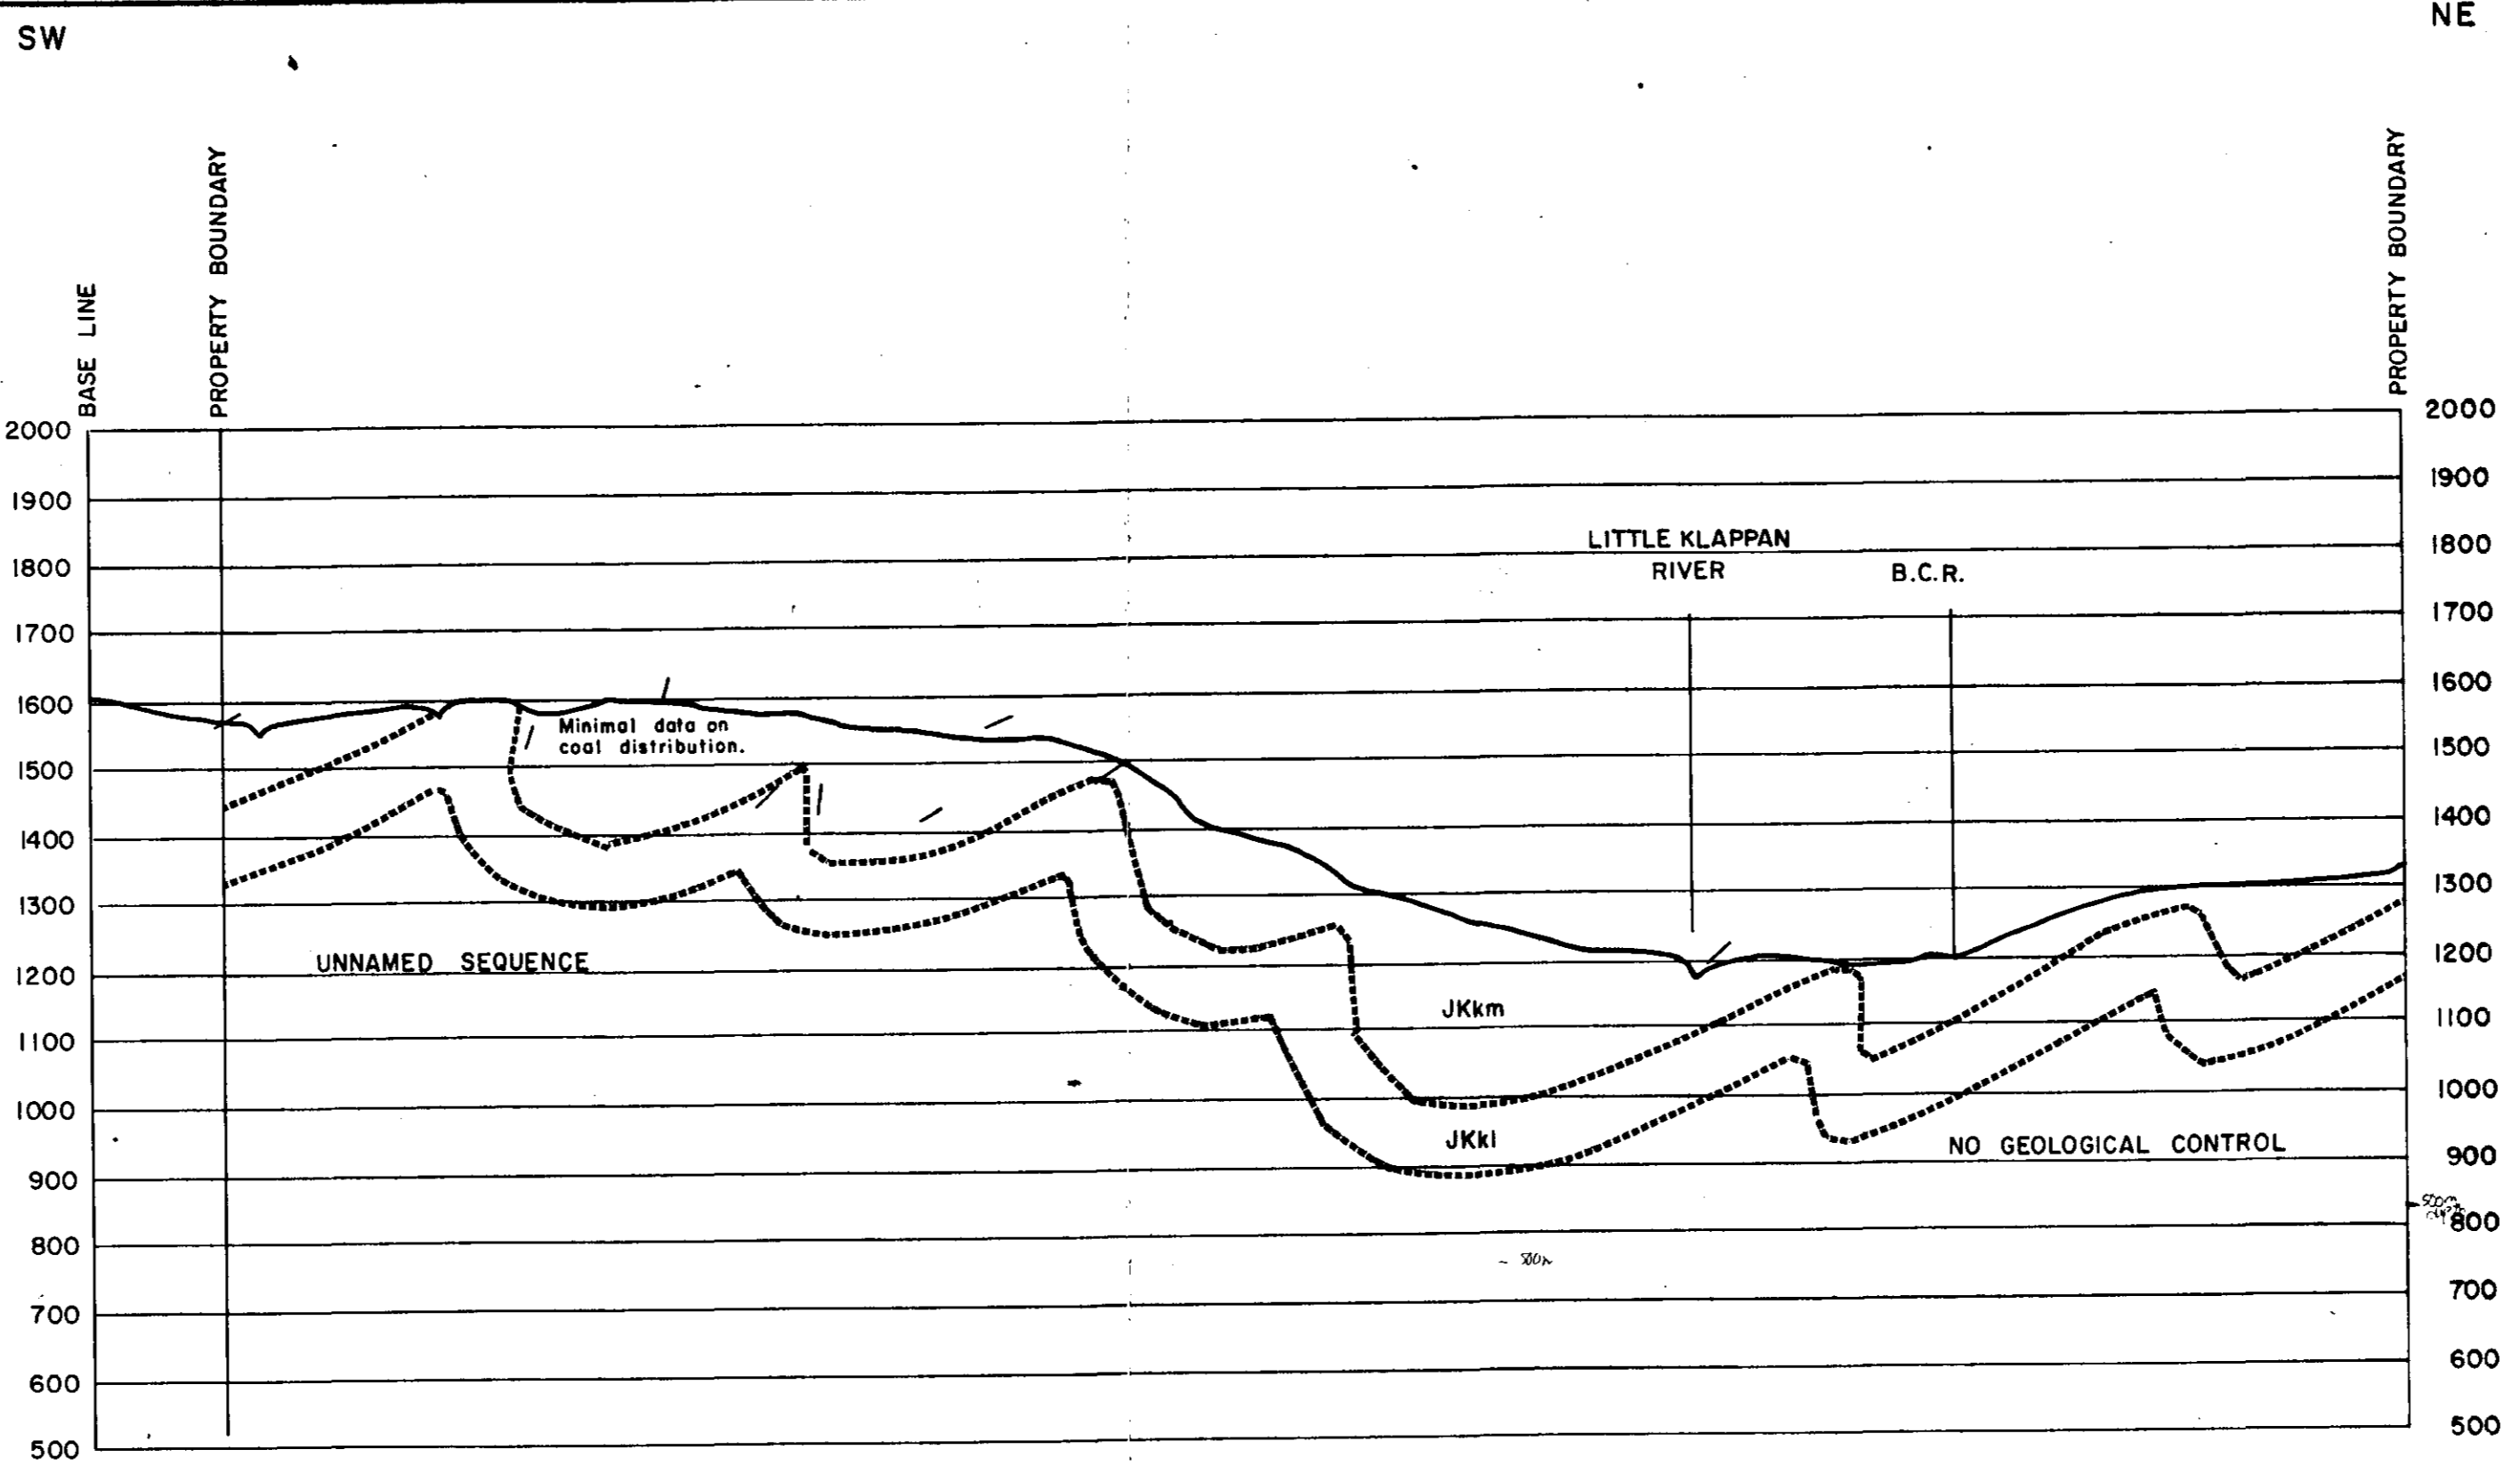 SW
NE
BASE LINE
PROPERTY BOUNDARY
PROPERTY BOUNDARY
2000
1900
1800
1700
1600
1500
1400
1300
1200
1100
1000
900
800
700
600
500
LITTLE KLAPPAN
RIVER
B.C.R.
Minimal data on
coal distribution.
UNNAMED SEQUENCE
JKkm
JKkl
NO GEOLOGICAL CONTROL
2000
1900
1800
1700
1600
1500
1400
1300
1200
1100
1000
900
500m
800
700
600
500